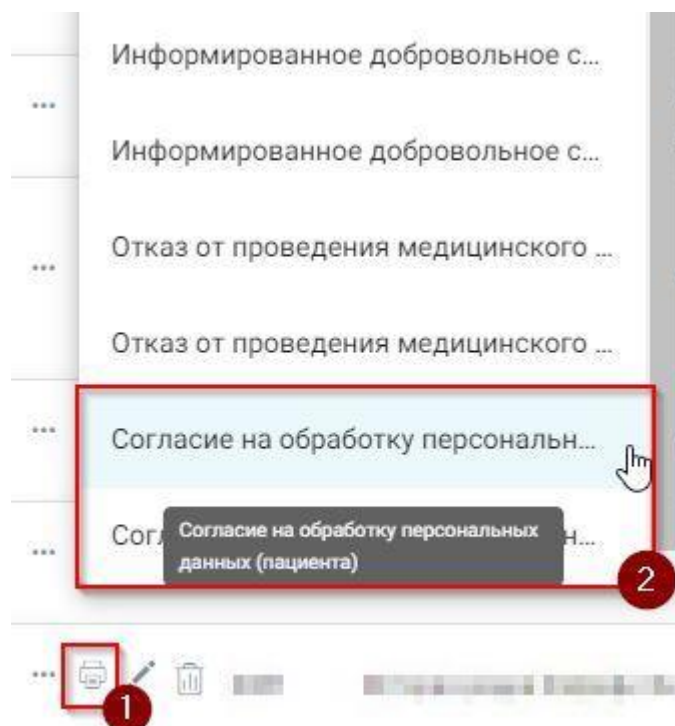 Информированное добровольное с...
Информированное добровольное с...
Отказ от проведения медицинского ...
Отказ от проведения медицинского ...
Согласие на обработку персональн...
Сог
н...
Согласие на обработку персональных
данных (пациента)
2
1